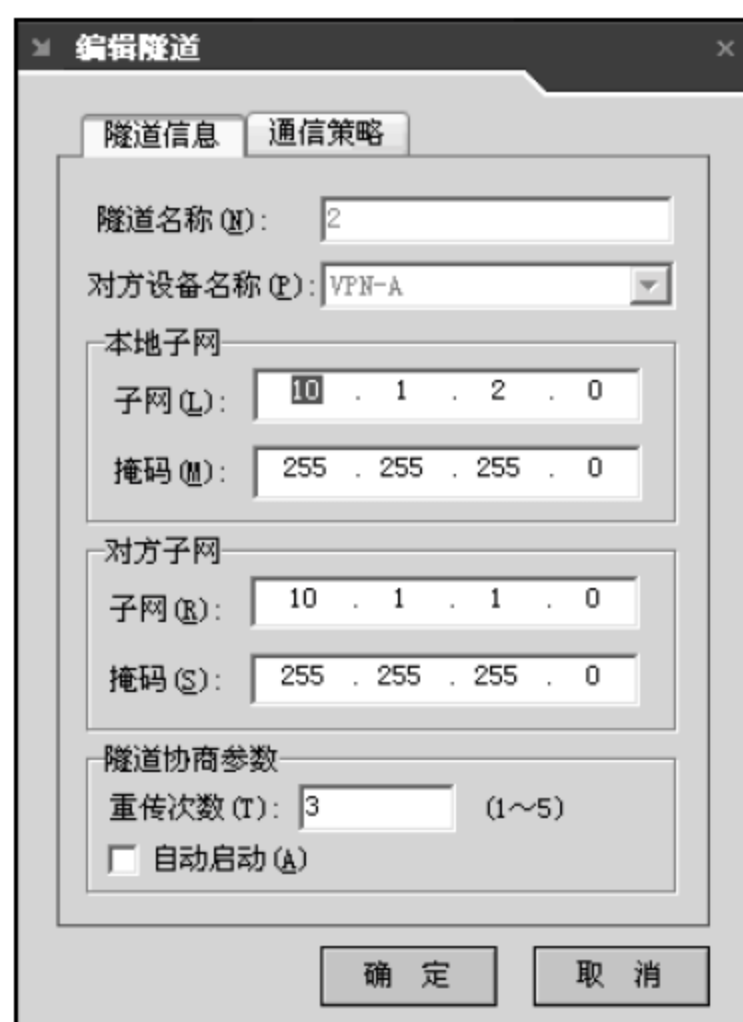 编辑隧道
隧道信息 通信策略
隧道名称(N): 2
对方设备名称(P): VPN-A
本地子网
子网(L): 10 . 1 . 2 . 0
掩码(M): 255 . 255 . 255 . 0
对方子网
子网(R): 10 . 1 . 1 . 0
掩码(S): 255 . 255 . 255 . 0
隧道协商参数
重传次数(T): 3 (1~5)
自动启动(A)
确 定 取 消